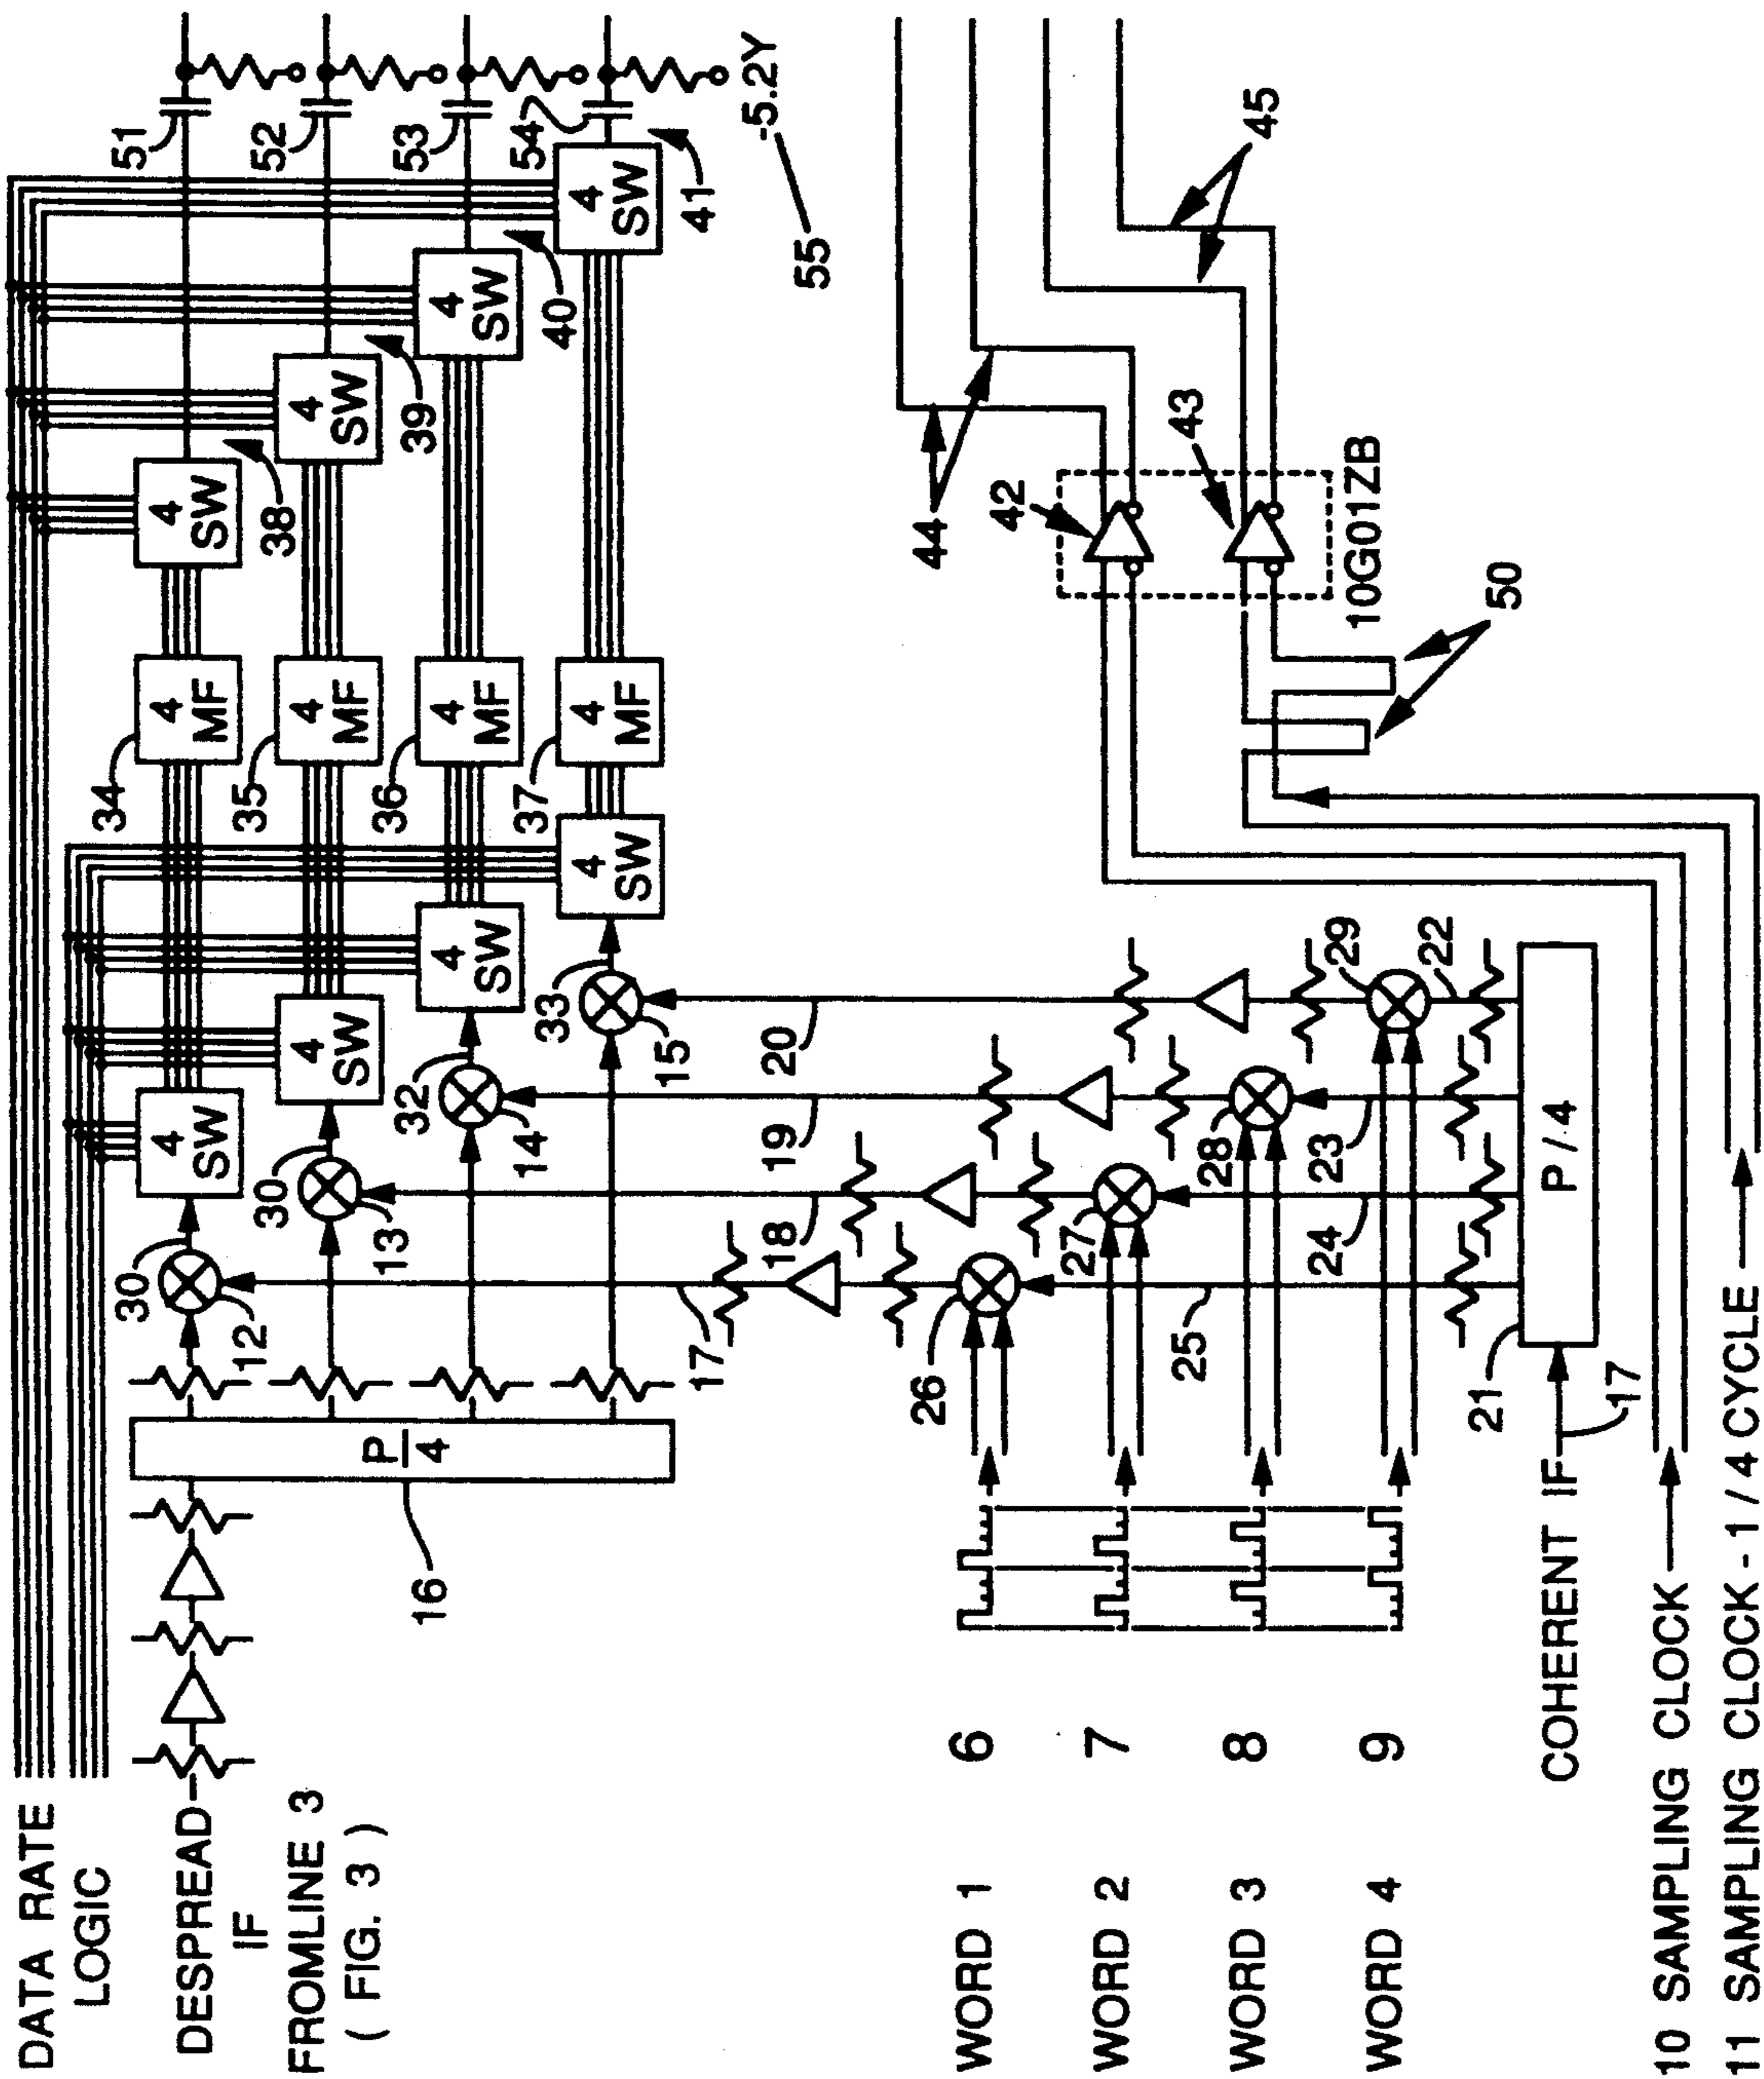 DATA RATE
LOGIC
DESPREAD
IF
FROMLINE 3
( FIG. 3 )
16
P
4
12
30
13
30
14
32
15
33
4
SW
4
SW
4
SW
4
SW
34
4
MF
35
4
MF
36
4
MF
37
4
MF
4
SW
38
4
SW
39
4
SW
40
4
SW
41
51
52
53
54
-5.2Y
55
17
18
19
20
WORD 1 6
WORD 2 7
WORD 3 8
WORD 4 9
26
27
28
29
25
24
23
22
21
P / 4
COHERENT IF
17
10 SAMPLING CLOCK
11 SAMPLING CLOCK - 1 / 4 CYCLE
42
43
44
45
10G01ZB
50